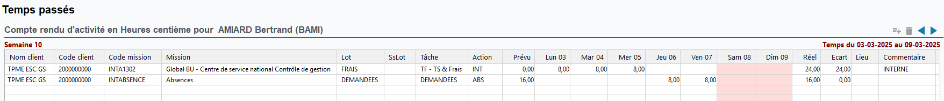 Temps passés
Compte rendu d'activité en Heures centième pour AMIARD Bertrand (BAMI)
Semaine 10 Temps du 03-03-2025 au 09-03-2025
Nom client Code client Code mission Mission Lot SsLot Tâche Action Prévu Lun 03 Mar 04 Mer 05 Jeu 06 Ven 07 Sam 08 Dim 09 Réel Ecart Lieu Commentaire
TPME ESC GS 2000000000 INTA1302 Global BU - Centre de service national Contrôle de gestion FRAIS TF - TS & Frais INT 0,00 8,00 8,00 8,00 24,00 24,00 INTERNE
TPME ESC GS 2000000000 INTABSENCE Absences DEMANDEES DEMANDEES ABS 16,00 8,00 8,00 16,00 0,00